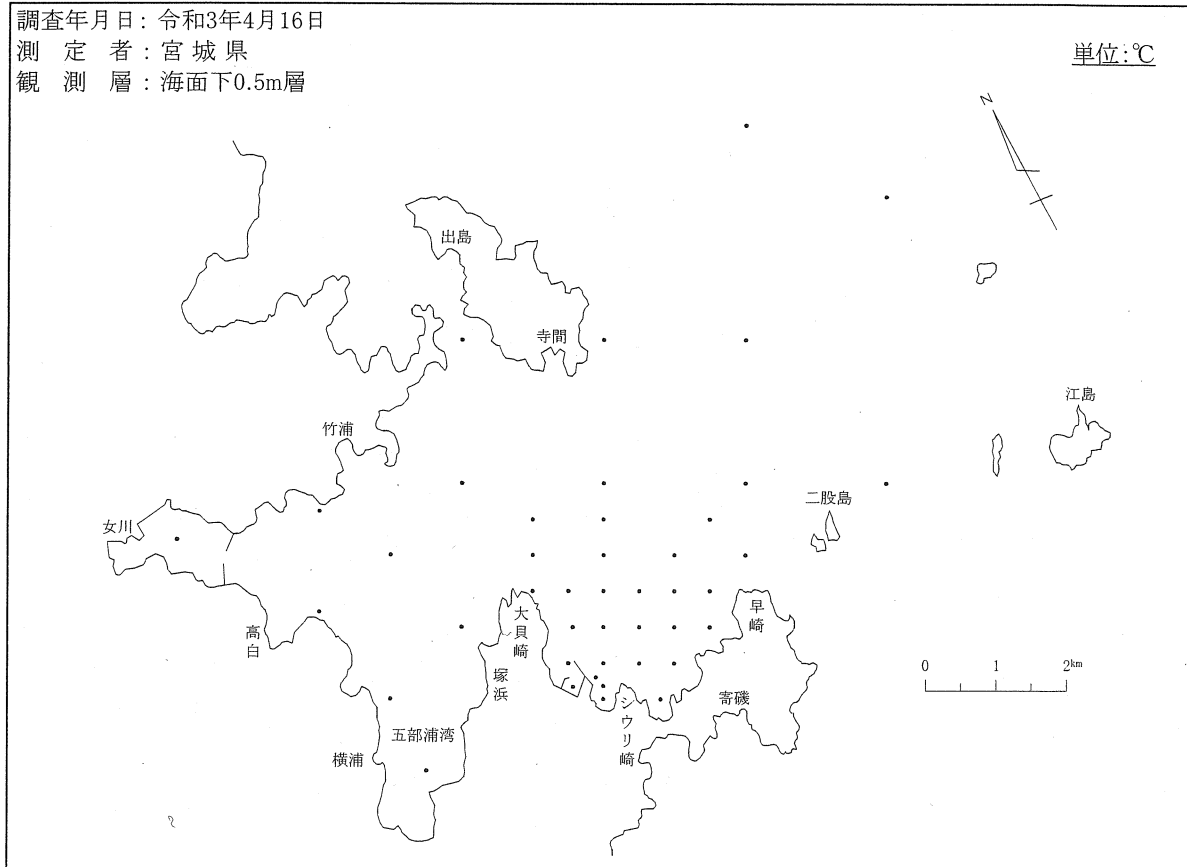 調査年月日：令和3年4月16日
測定者：宮城県
観測層：海面下0.5m層
単位：℃
N
出島
寺間
江島
竹浦
二股島
女川
大貝崎
早崎
高白
塚浜
0 1 2km
寄磯
シウリ崎
五部浦湾
横浦